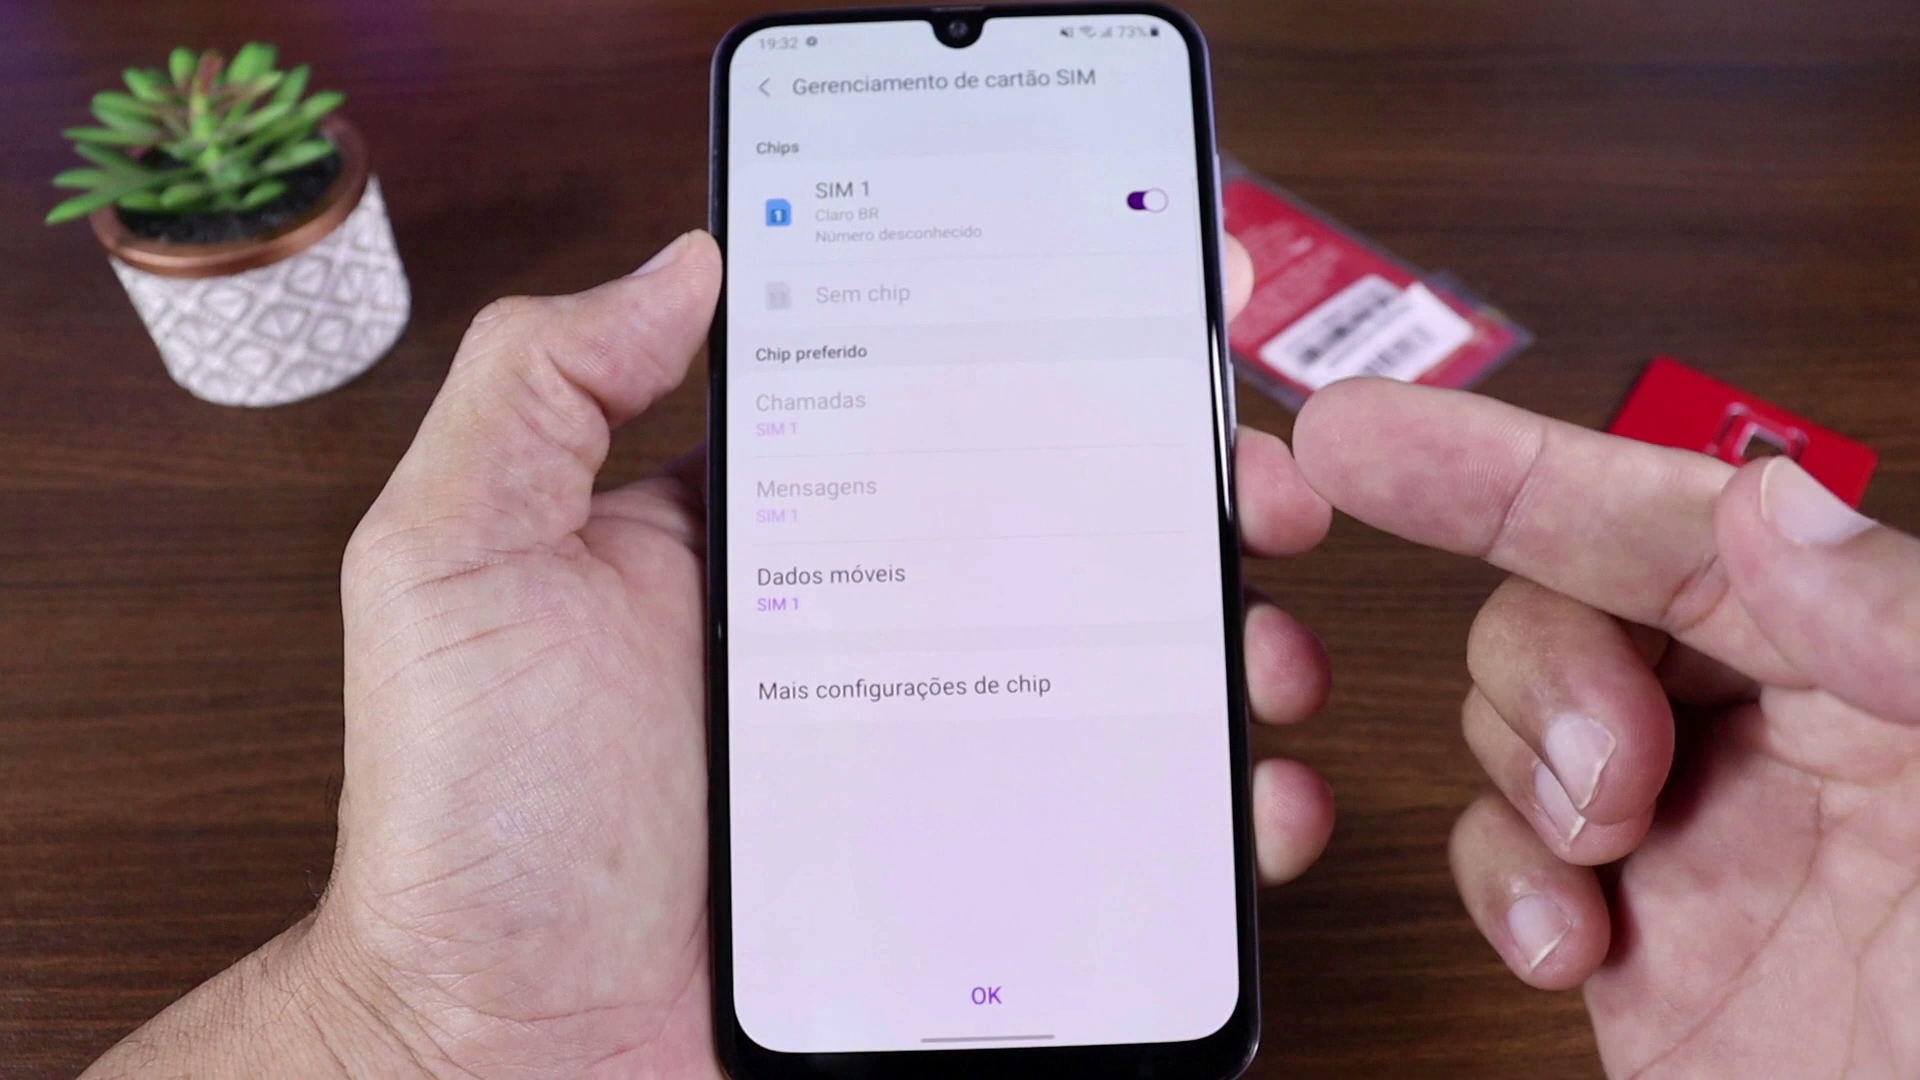 19:32
73%
Gerenciamento de cartão SIM
Chips
1
SIM 1
Claro BR
Número desconhecido
Sem chip
Chip preferido
Chamadas
SIM 1
Mensagens
SIM 1
Dados móveis
SIM 1
Mais configurações de chip
OK